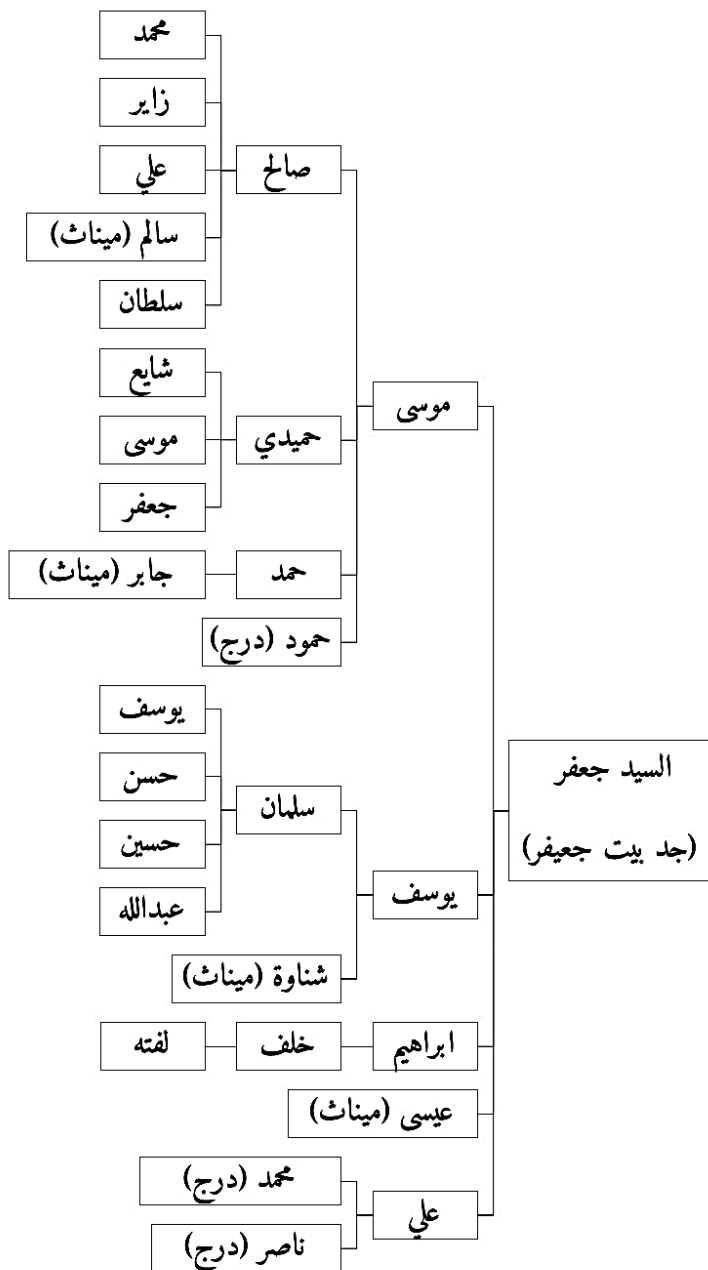 السيد جعفر
(جد بيت جعيفر)
موسى
صالح
محمد
زاير
علي
سالم (ميناث)
سلطان
حميدي
شايع
موسى
جعفر
حمد
جابر (ميناث)
حمود (درج)
يوسف
سلمان
يوسف
حسن
حسين
عبدالله
شناوة (ميناث)
ابراهيم
خلف
لفته
عيسى (ميناث)
علي
محمد (درج)
ناصر (درج)